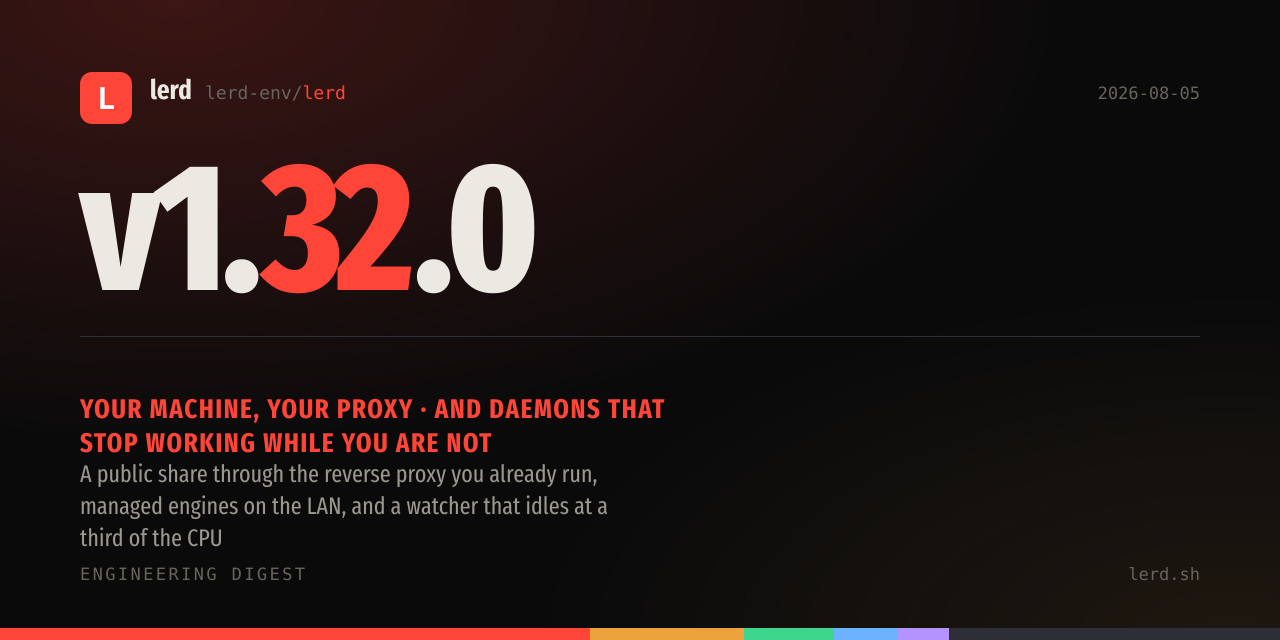 L lerd lerd-env/lerd 2026-08-05
v1.32.0
YOUR MACHINE, YOUR PROXY · AND DAEMONS THAT
STOP WORKING WHILE YOU ARE NOT
A public share through the reverse proxy you already run,
managed engines on the LAN, and a watcher that idles at a
third of the CPU
ENGINEERING DIGEST lerd.sh